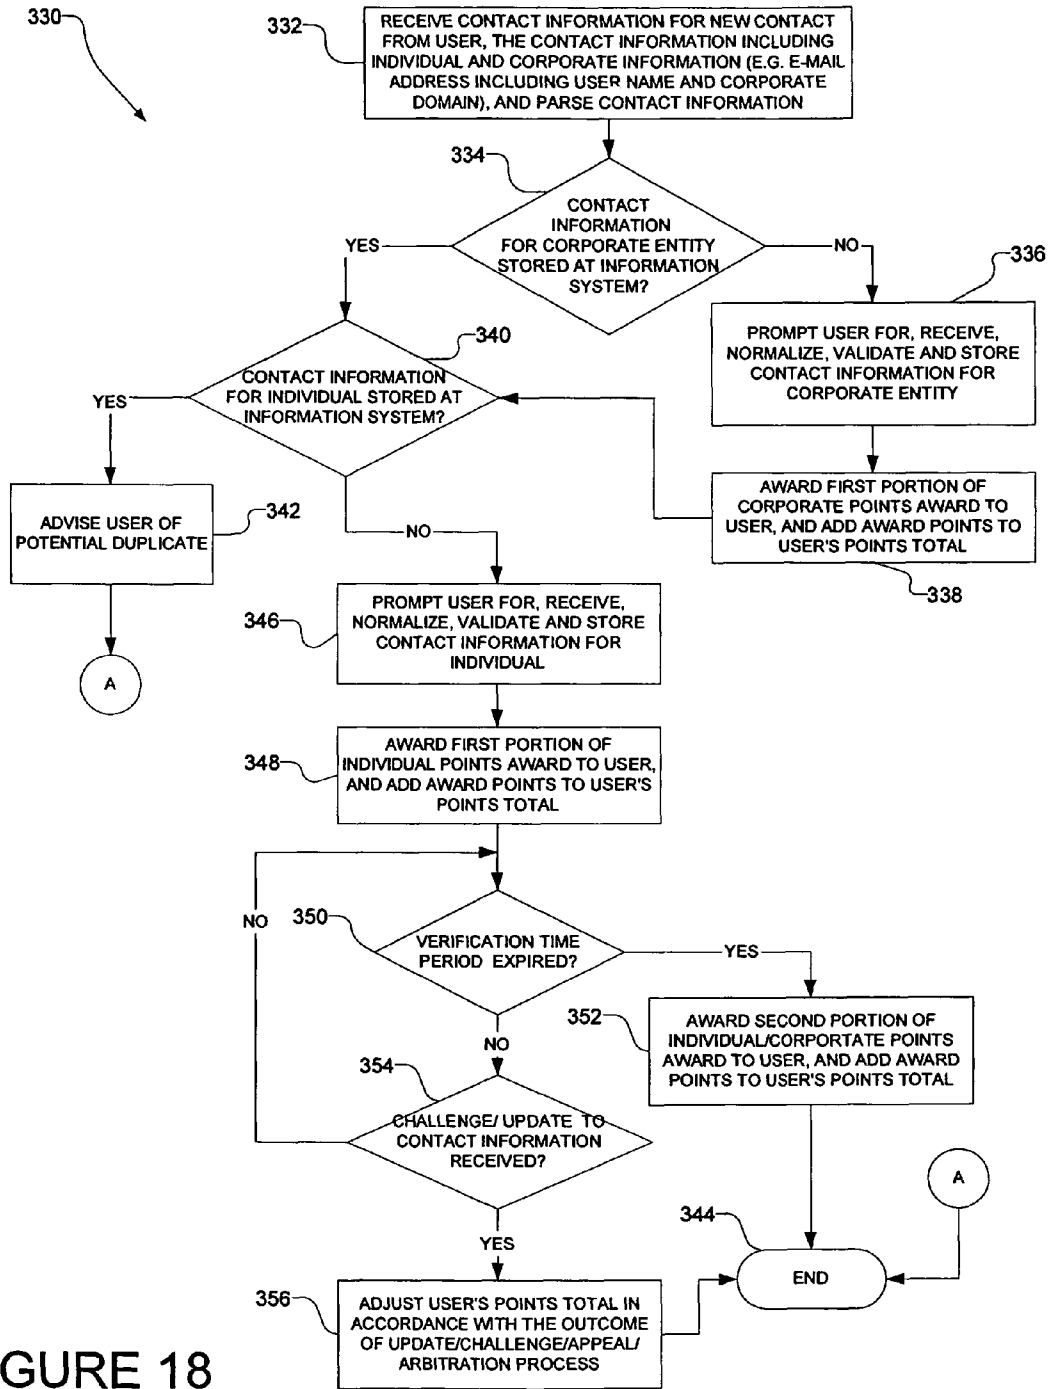 330
332
RECEIVE CONTACT INFORMATION FOR NEW CONTACT
FROM USER, THE CONTACT INFORMATION INCLUDING
INDIVIDUAL AND CORPORATE INFORMATION (E.G. E-MAIL
ADDRESS INCLUDING USER NAME AND CORPORATE
DOMAIN), AND PARSE CONTACT INFORMATION
334
CONTACT
INFORMATION
FOR CORPORATE ENTITY
STORED AT INFORMATION
SYSTEM?
YES
NO
336
PROMPT USER FOR, RECEIVE,
NORMALIZE, VALIDATE AND STORE
CONTACT INFORMATION FOR
CORPORATE ENTITY
340
CONTACT INFORMATION
FOR INDIVIDUAL STORED AT
INFORMATION SYSTEM?
YES
NO
AWARD FIRST PORTION OF
CORPORATE POINTS AWARD TO
USER, AND ADD AWARD POINTS TO
USER'S POINTS TOTAL
338
ADVISE USER OF
POTENTIAL DUPLICATE
342
A
346
PROMPT USER FOR, RECEIVE,
NORMALIZE, VALIDATE AND STORE
CONTACT INFORMATION FOR
INDIVIDUAL
348
AWARD FIRST PORTION OF
INDIVIDUAL POINTS AWARD TO USER,
AND ADD AWARD POINTS TO USER'S
POINTS TOTAL
NO
350
VERIFICATION TIME
PERIOD EXPIRED?
YES
NO
352
AWARD SECOND PORTION OF
INDIVIDUAL/CORPORTATE POINTS
AWARD TO USER, AND ADD AWARD
POINTS TO USER'S POINTS TOTAL
354
CHALLENGE/ UPDATE TO
CONTACT INFORMATION
RECEIVED?
YES
A
344
END
356
ADJUST USER'S POINTS TOTAL IN
ACCORDANCE WITH THE OUTCOME
OF UPDATE/CHALLENGE/APPEAL/
ARBITRATION PROCESS
GURE 18